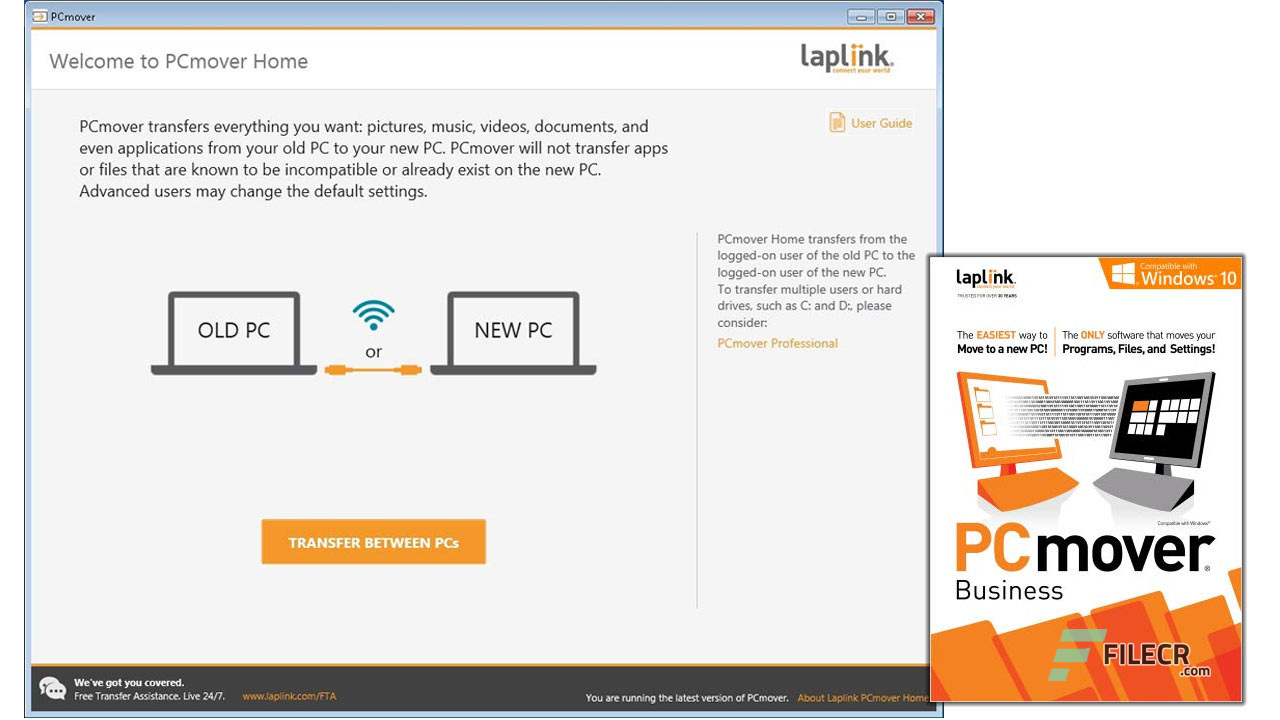 PCmover
Welcome to PCmover Home
laplink.
connect your world
PCmover transfers everything you want: pictures, music, videos, documents, and
even applications from your old PC to your new PC. PCmover will not transfer apps
or files that are known to be incompatible or already exist on the new PC.
Advanced users may change the default settings.
User Guide
PCmover Home transfers from the
logged-on user of the old PC to the
logged-on user of the new PC.
To transfer multiple users or hard
drives, such as C: and D:, please
consider:
PCmover Professional
OLD PC
or
NEW PC
TRANSFER BETWEEN PCs
We've got you covered.
Free Transfer Assistance. Live 24/7.
www.laplink.com/FTA
You are running the latest version of PCmover.
About Laplink PCmover Home
laplink.
connect your world
TRUSTED FOR OVER 30 YEARS
Compatible with
Windows 10
The EASIEST way to
Move to a new PC!
The ONLY software that moves your
Programs, Files, and Settings!
Compatible with Windows®
PCmover®
Business
FILECR
.com